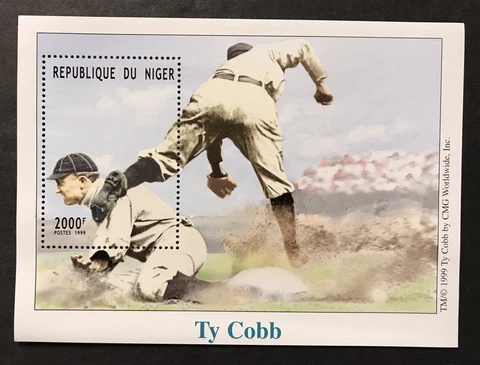 REPUBLIQUE DU NIGER
2000F
POSTES 1999
Ty Cobb
TM/© 1999 Ty Cobb by CMG Worldwide, Inc.